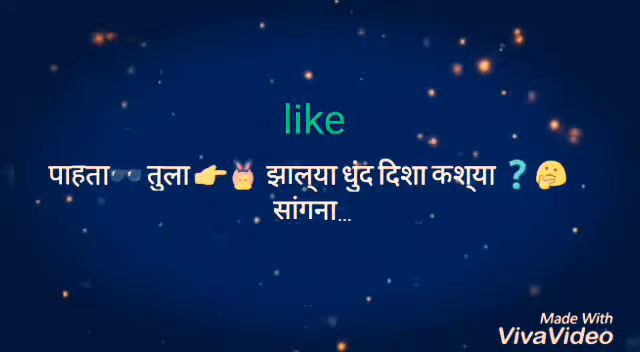 like
पाहता🕶️ तुला👉👸 झाल्या धुंद दिशा कश्या ❓🤔
सांगना...
Made With
VivaVideo